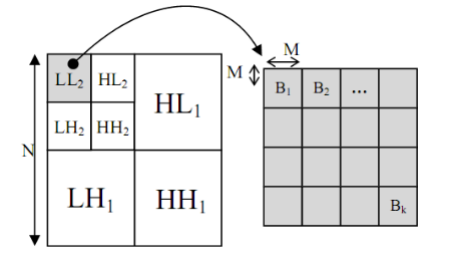 M
M
LL₂ HL₂
HL₁
B₁ B₂ ...
LH₂ HH₂
N
LH₁ HH₁
Bₖ